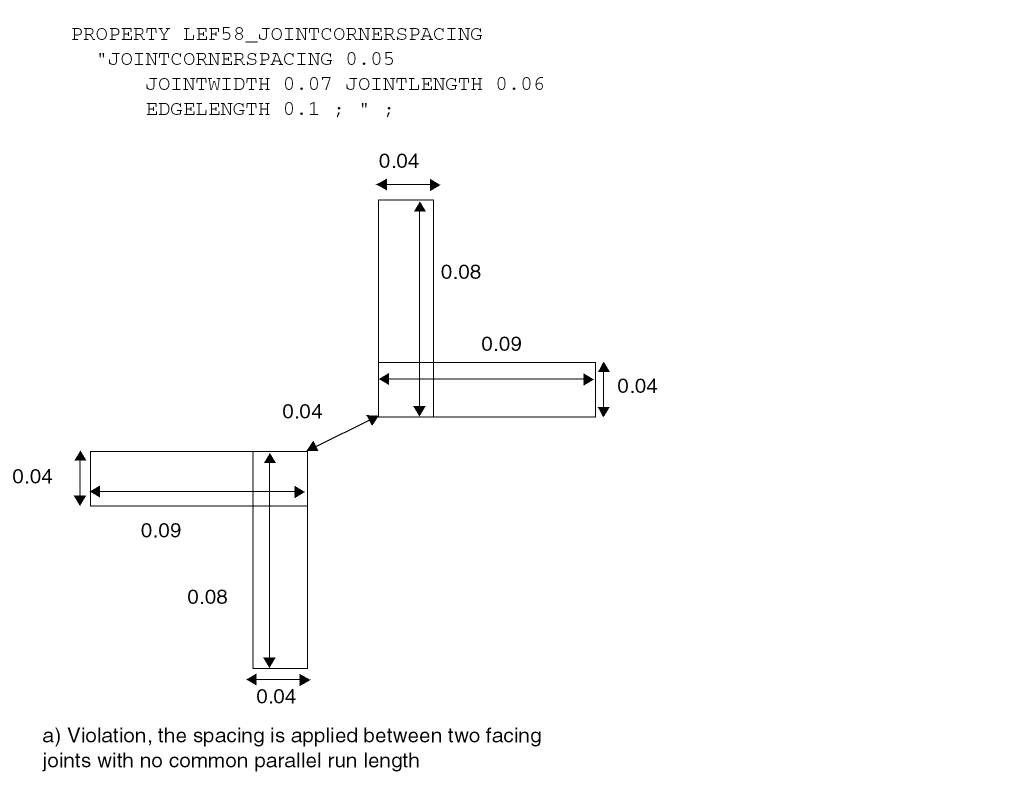 PROPERTY LEF58_JOINTCORNERSPACING
"JOINTCORNERSPACING 0.05
JOINTWIDTH 0.07 JOINTLENGTH 0.06
EDGELENGTH 0.1 ; " ;
0.04
0.08
0.09
0.04
0.04
0.04
0.09
0.08
0.04
a) Violation, the spacing is applied between two facing
joints with no common parallel run length